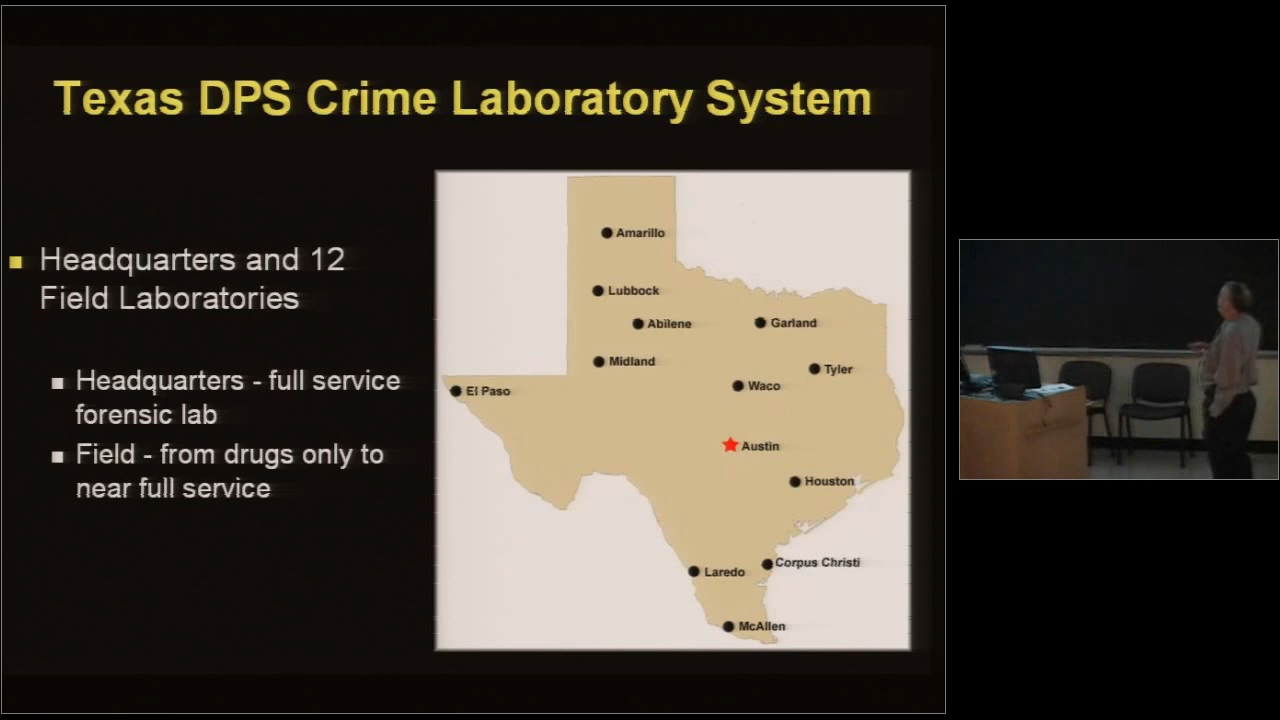 Texas DPS Crime Laboratory System
Headquarters and 12
Field Laboratories
Headquarters - full service
forensic lab
Field - from drugs only to
near full service
Amarillo
Lubbock
Abilene
Garland
Midland
Tyler
El Paso
Waco
Austin
Houston
Corpus Christi
Laredo
McAllen